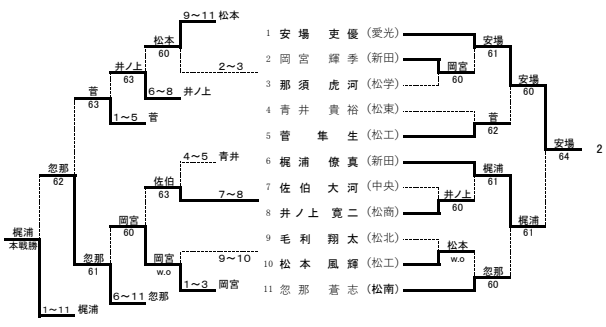 9～11 松本
松本
60
2～3
井ノ上
63
6～8 井ノ上
菅
63
1～5 菅
忽那
62
4～5 青井
佐伯
63
7～8
岡宮
60
岡宮
w.o
9～10
1～3 岡宮
忽那
61
6～11 忽那
梶浦
本戦勝
1～11 梶浦
1 安場 吏優 (愛光)
2 岡宮 輝季 (新田)
3 那須 虎河 (松学)
4 青井 貴裕 (松東)
5 菅 隼生 (松工)
6 梶浦 僚真 (新田)
7 佐伯 大河 (中央)
8 井ノ上 寛二 (松商)
9 毛利 翔太 (松北)
10 松本 風輝 (松工)
11 忽那 蒼志 (松南)
安場
61
岡宮
60
安場
60
菅
62
安場
64
2
梶浦
61
井ノ上
60
梶浦
61
松本
w.o
忽那
60